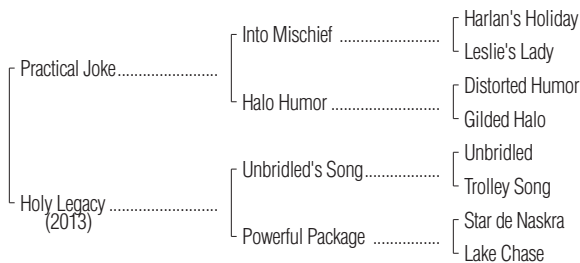 Harlan's Holiday
Into Mischief ........................
Leslie's Lady
Practical Joke ........................
Distorted Humor
Halo Humor ..........................
Gilded Halo
Unbridled
Unbridled's Song ..................
Trolley Song
Holy Legacy ..........................
(2013)
Star de Naskra
Powerful Package ................
Lake Chase